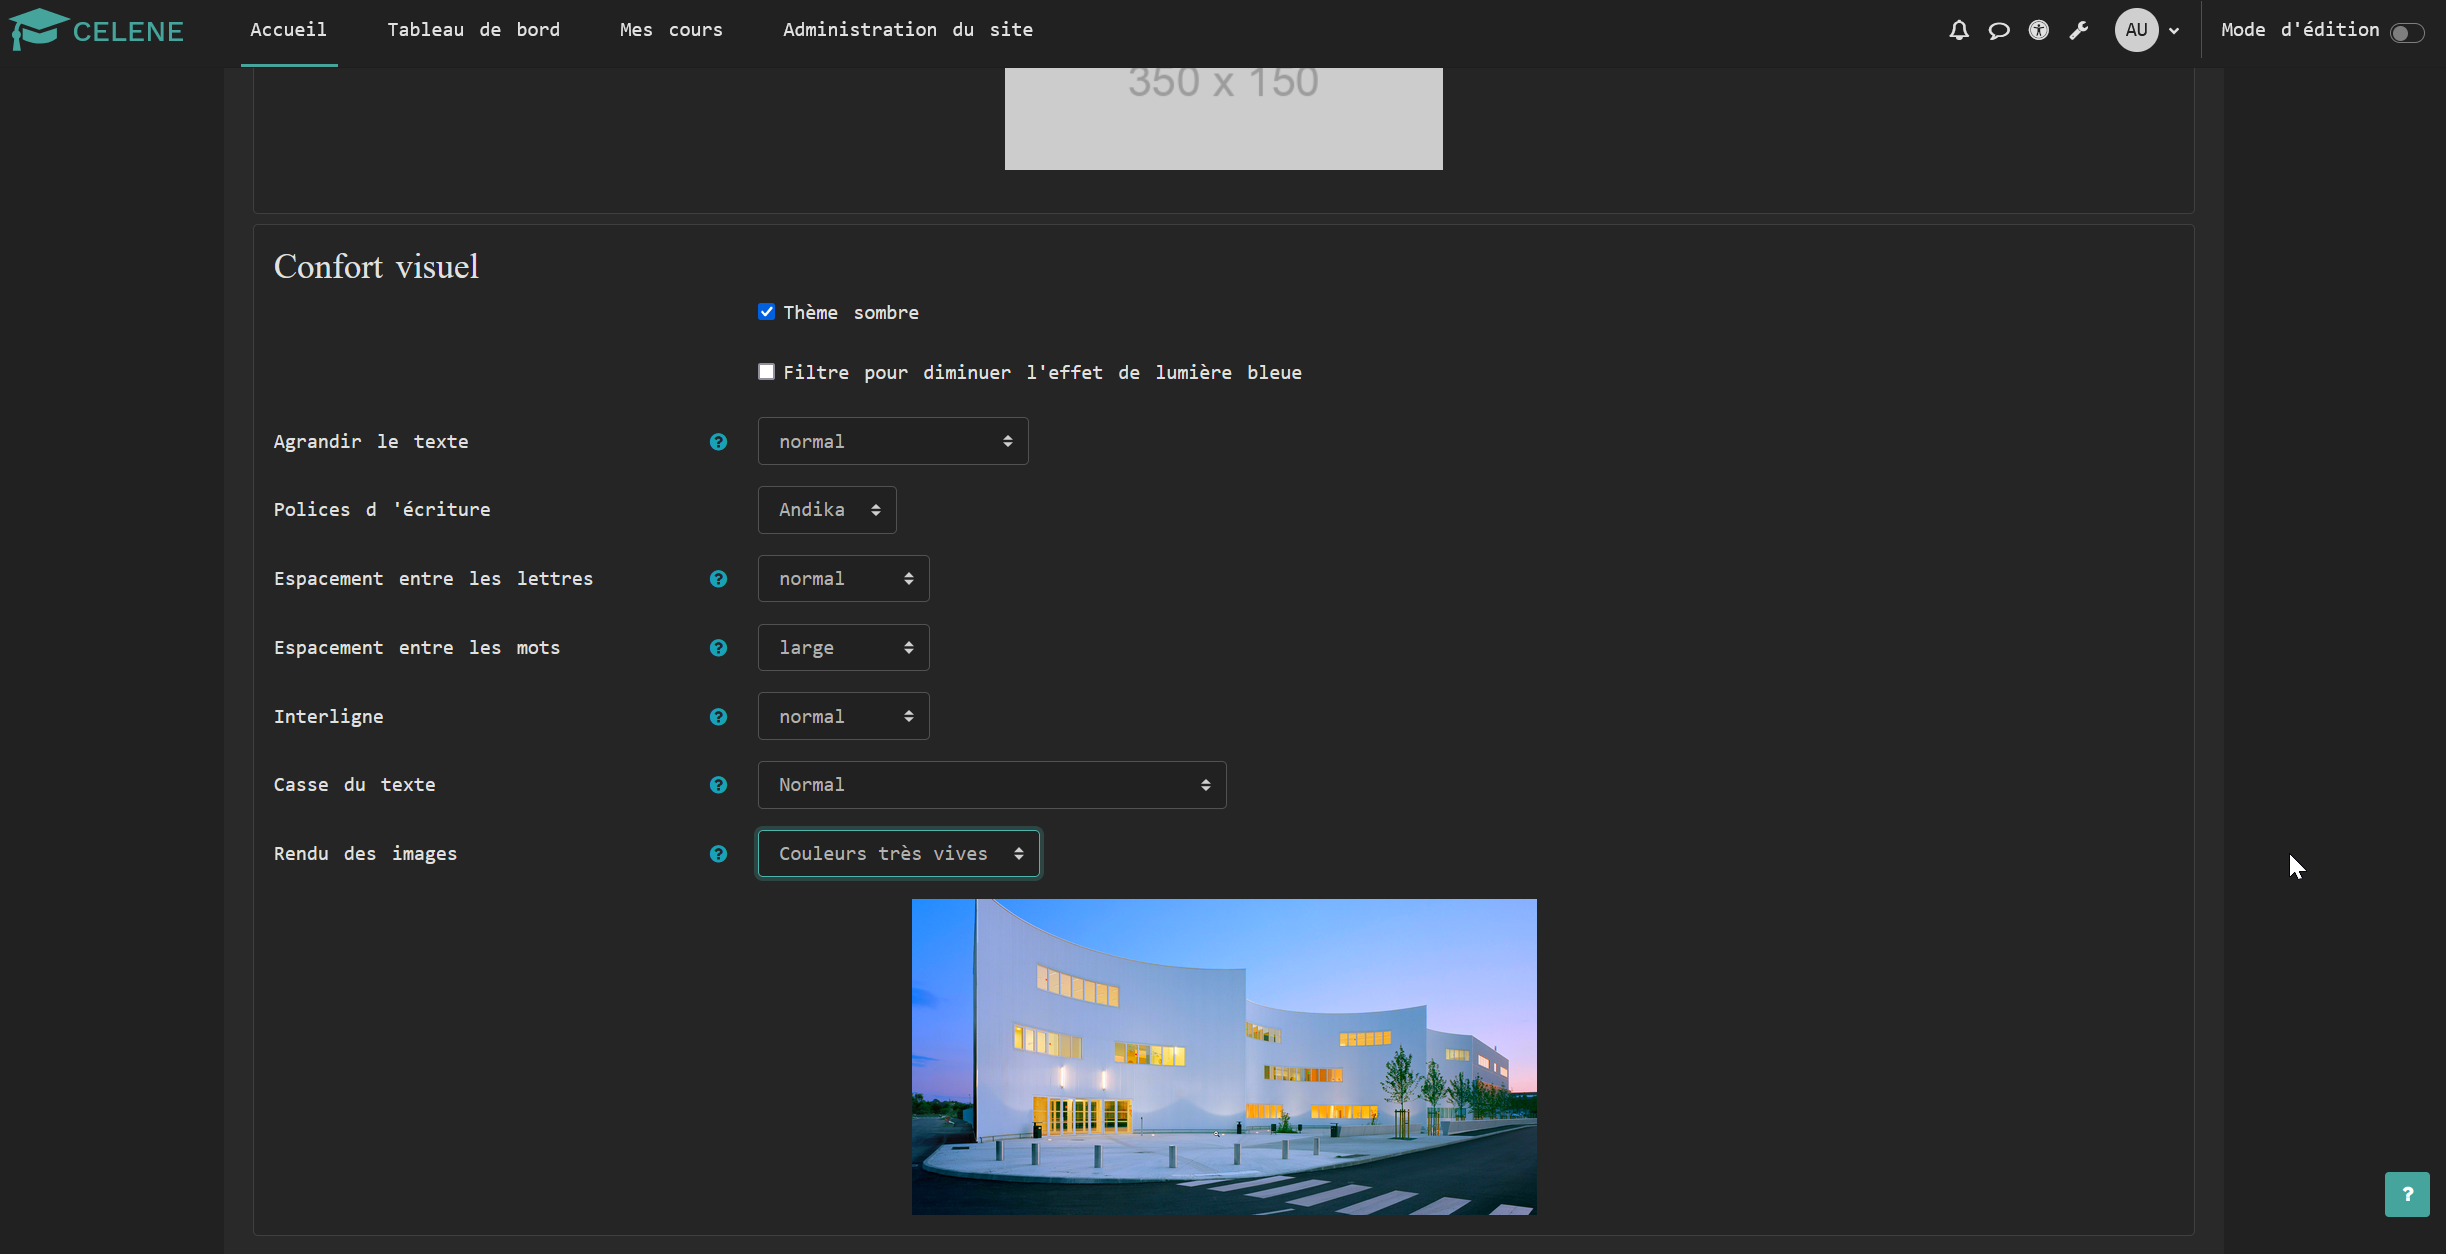 CELENE Accueil Tableau de bord Mes cours Administration du site AU Mode d'édition
350 x 150
Confort visuel
Thème sombre
Filtre pour diminuer l'effet de lumière bleue
Agrandir le texte ? normal
Polices d 'écriture Andika
Espacement entre les lettres ? normal
Espacement entre les mots ? large
Interligne ? normal
Casse du texte ? Normal
Rendu des images ? Couleurs très vives
?